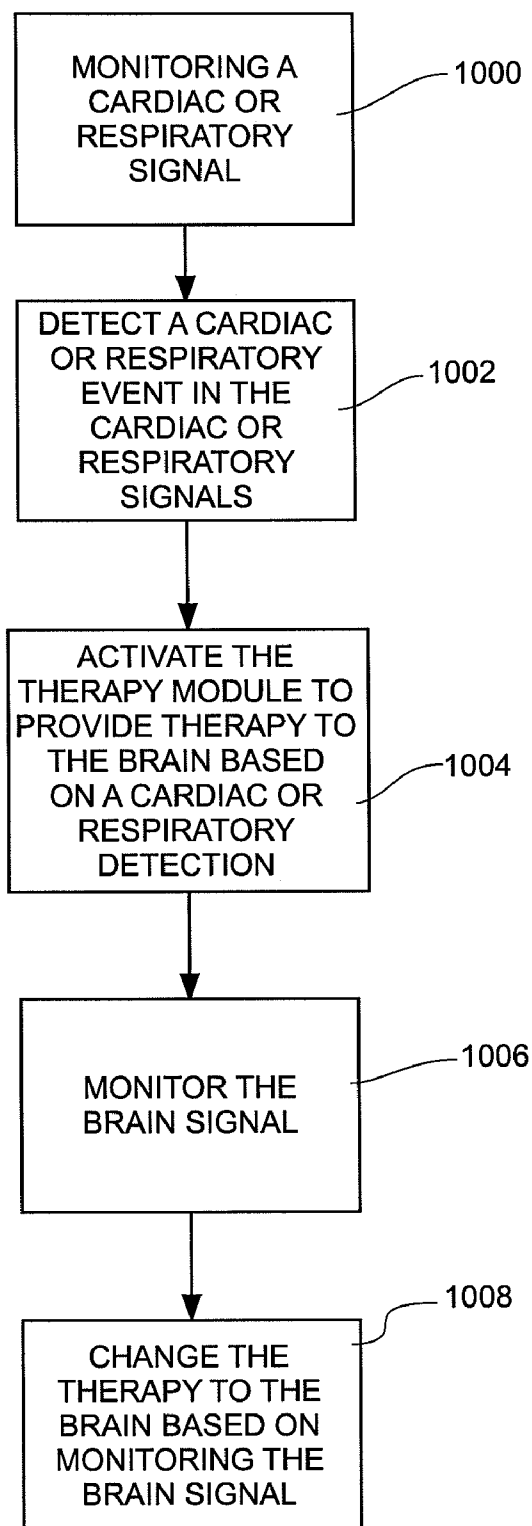 MONITORING A
CARDIAC OR
RESPIRATORY
SIGNAL
1000
DETECT A CARDIAC
OR RESPIRATORY
EVENT IN THE
CARDIAC OR
RESPIRATORY
SIGNALS
1002
ACTIVATE THE
THERAPY MODULE TO
PROVIDE THERAPY TO
THE BRAIN BASED
ON A CARDIAC OR
RESPIRATORY
DETECTION
1004
MONITOR THE
BRAIN SIGNAL
1006
CHANGE THE
THERAPY TO THE
BRAIN BASED ON
MONITORING THE
BRAIN SIGNAL
1008